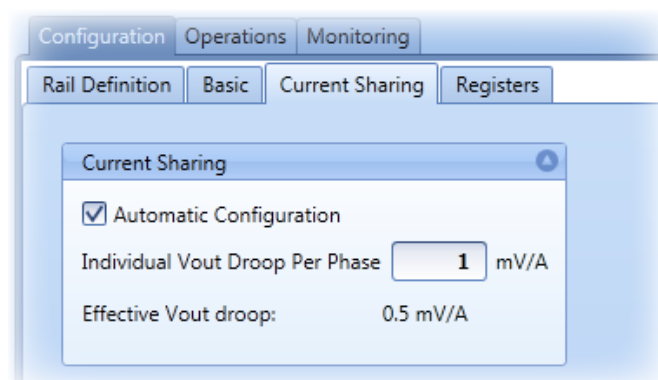 Configuration Operations Monitoring
Rail Definition Basic Current Sharing Registers
Current Sharing
Automatic Configuration
Individual Vout Droop Per Phase 1 mV/A
Effective Vout droop: 0.5 mV/A